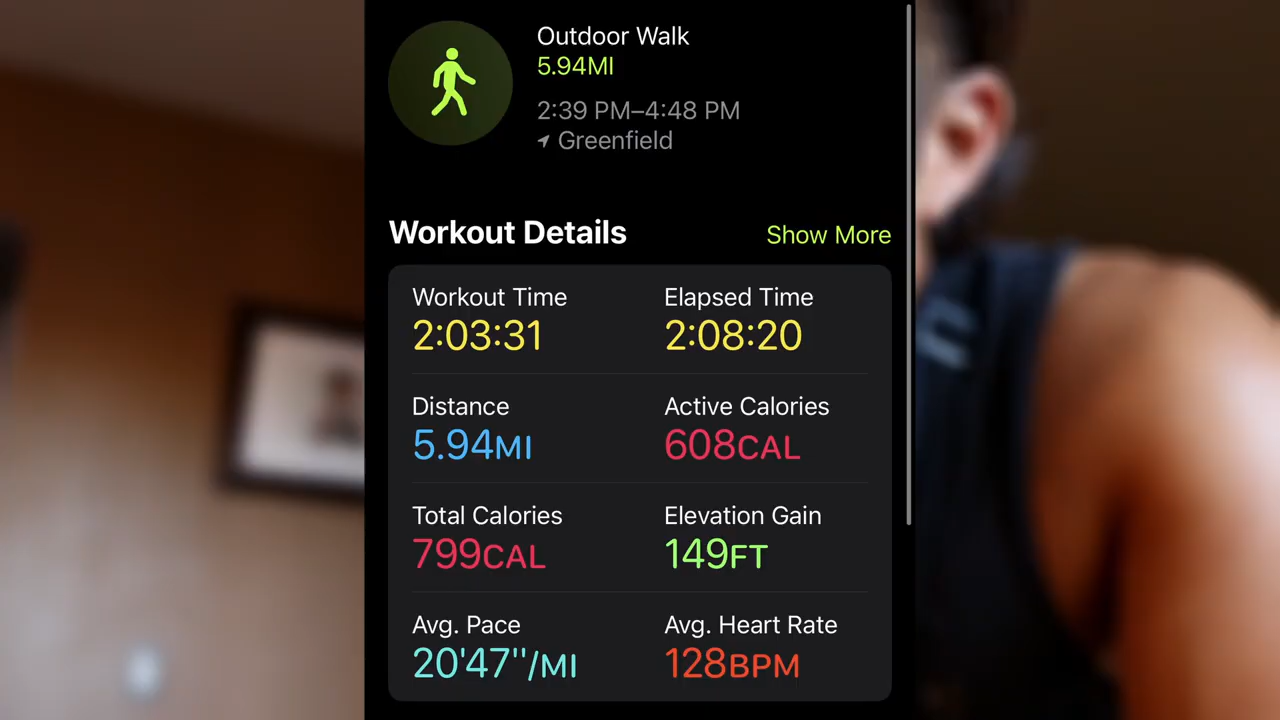 Outdoor Walk
5.94MI
2:39 PM–4:48 PM
Greenfield
Workout Details
Show More
Workout Time
Elapsed Time
2:03:31
2:08:20
Distance
Active Calories
5.94MI
608CAL
Total Calories
Elevation Gain
799CAL
149FT
Avg. Pace
Avg. Heart Rate
20'47''/MI
128BPM